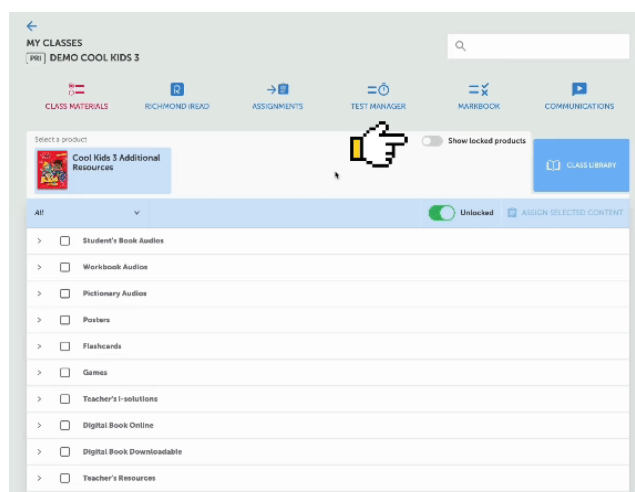 MY CLASSES
PRI DEMO COOL KIDS 3
CLASS MATERIALS
RICHMOND IREAD
ASSIGNMENTS
TEST MANAGER
MARKBOOK
COMMUNICATIONS
Select a product
Show locked products
Cool Kids 3 Additional
Resources
CLASS LIBRARY
All
Unlocked
ASSIGN SELECTED CONTENT
Student's Book Audios
Workbook Audios
Pictionary Audios
Posters
Flashcards
Games
Teacher's i-solutions
Digital Book Online
Digital Book Downloadable
Teacher's Resources